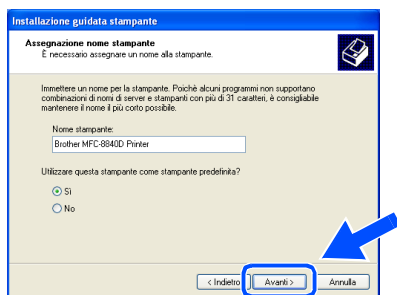 Installazione guidata stampante
Assegnazione nome stampante
È necessario assegnare un nome alla stampante.
Immettere un nome per la stampante. Poichè alcuni programmi non supportano
combinazioni di nomi di server e stampanti con più di 31 caratteri, è consigliabile
mantenere il nome il più corto possibile.
Nome stampante:
Brother MFC-8840D Printer
Utilizzare questa stampante come stampante predefinita?
Sì
No
< Indietro
Avanti >
Annulla